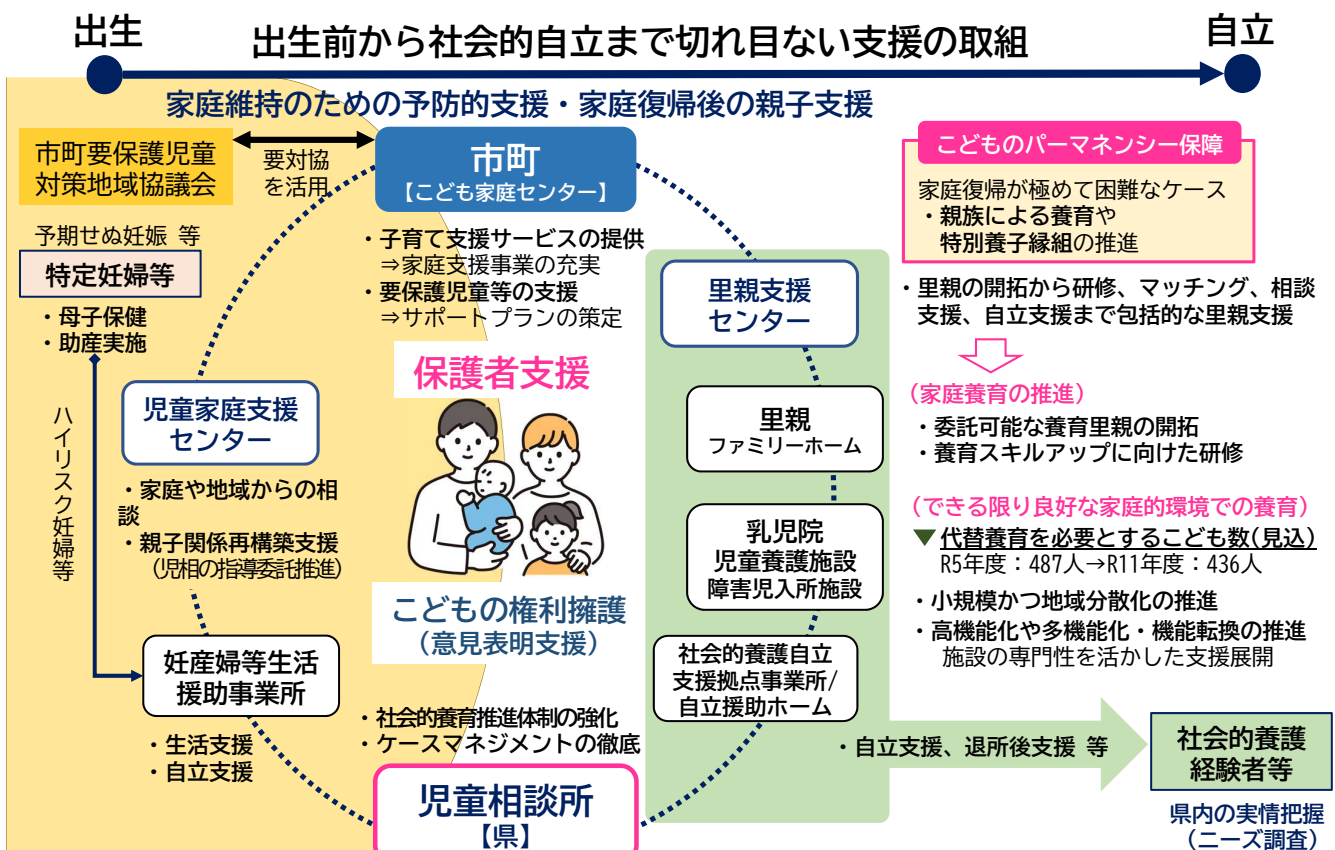 出生
出生前から社会的自立まで切れ目ない支援の取組
自立
家庭維持のための予防的支援・家庭復帰後の親子支援
市町要保護児童
対策地域協議会
要対協
を活用
市町
【こども家庭センター】
予期せぬ妊娠 等
特定妊婦等
・母子保健
・助産実施
ハイリスク妊婦等
・子育て支援サービスの提供
⇒家庭支援事業の充実
・要保護児童等の支援
⇒サポートプランの策定
保護者支援
児童家庭支援
センター
・家庭や地域からの相
談
・親子関係再構築支援
(児相の指導委託推進)
こどもの権利擁護
(意見表明支援)
妊産婦等生活
援助事業所
・生活支援
・自立支援
・社会的養育推進体制の強化
・ケースマネジメントの徹底
児童相談所
【県】
里親支援
センター
里親
ファミリーホーム
乳児院
児童養護施設
障害児入所施設
社会的養護自立
支援拠点事業所/
自立援助ホーム
こどものパーマネンシー保障
家庭復帰が極めて困難なケース
・親族による養育や
特別養子縁組の推進
・里親の開拓から研修、マッチング、相談
支援、自立支援まで包括的な里親支援
(家庭養育の推進)
・委託可能な養育里親の開拓
・養育スキルアップに向けた研修
(できる限り良好な家庭的環境での養育)
▼代替養育を必要とするこども数(見込)
R5年度：487人→R11年度：436人
・小規模かつ地域分散化の推進
・高機能化や多機能化・機能転換の推進
施設の専門性を活かした支援展開
・自立支援、退所後支援 等
社会的養護
経験者等
県内の実情把握
(ニーズ調査)